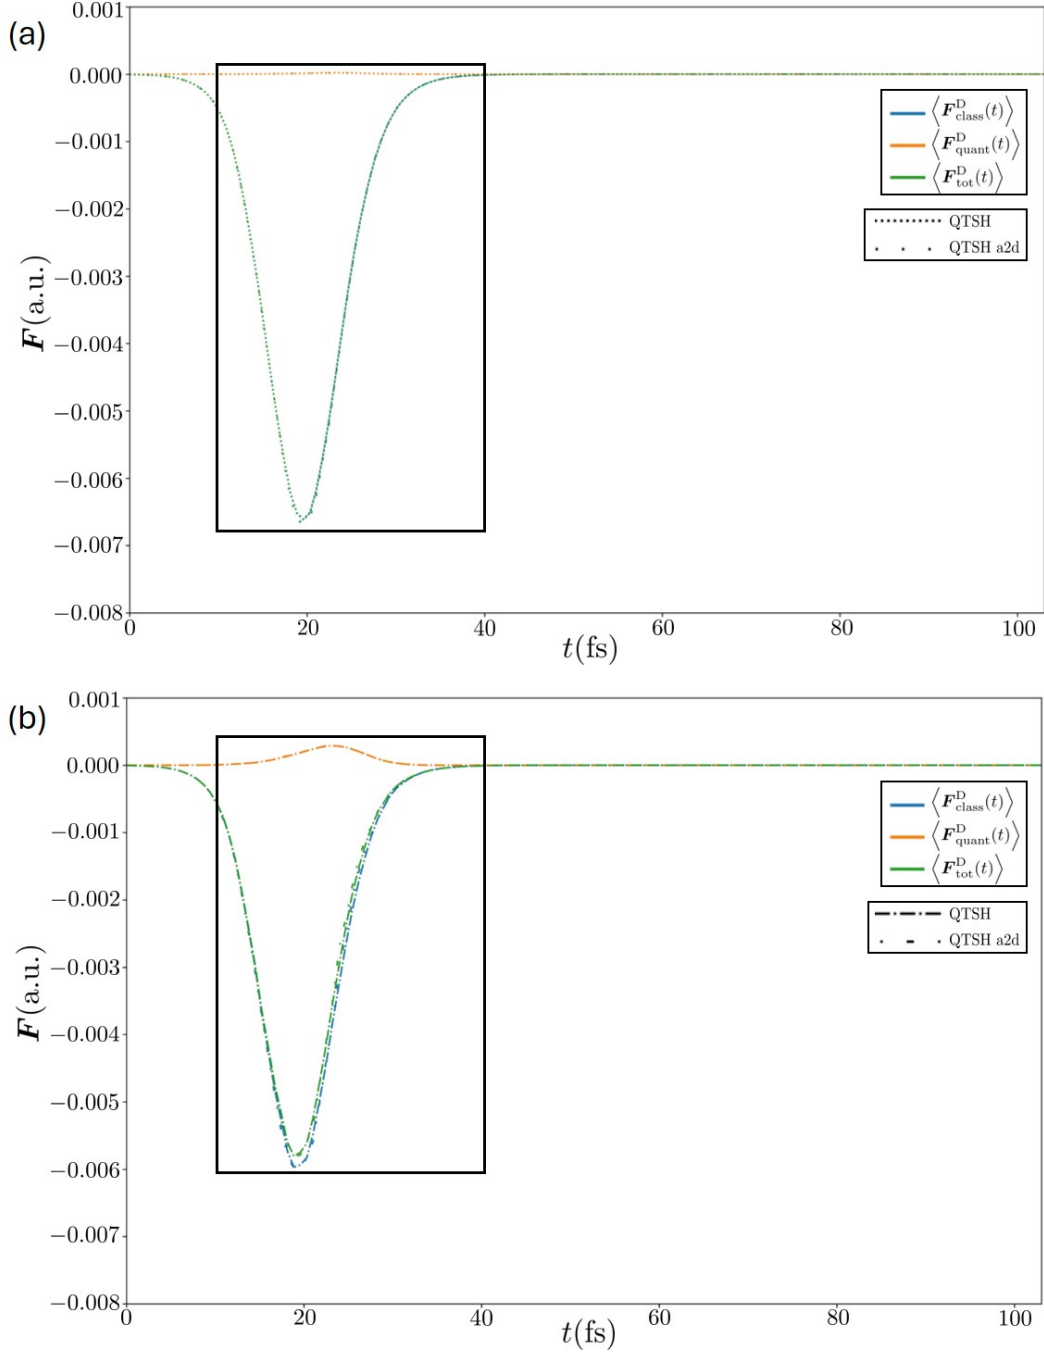 (a)
0.001
0.000
−0.001
−0.002
−0.003
−0.004
−0.005
−0.006
−0.007
−0.008
F(a.u.)
⟨F^D_class(t)⟩
⟨F^D_quant(t)⟩
⟨F^D_tot(t)⟩
QTSH
QTSH a2d
0 20 40 60 80 100
t(fs)
(b)
0.001
0.000
−0.001
−0.002
−0.003
−0.004
−0.005
−0.006
−0.007
−0.008
F(a.u.)
⟨F^D_class(t)⟩
⟨F^D_quant(t)⟩
⟨F^D_tot(t)⟩
QTSH
QTSH a2d
0 20 40 60 80 100
t(fs)